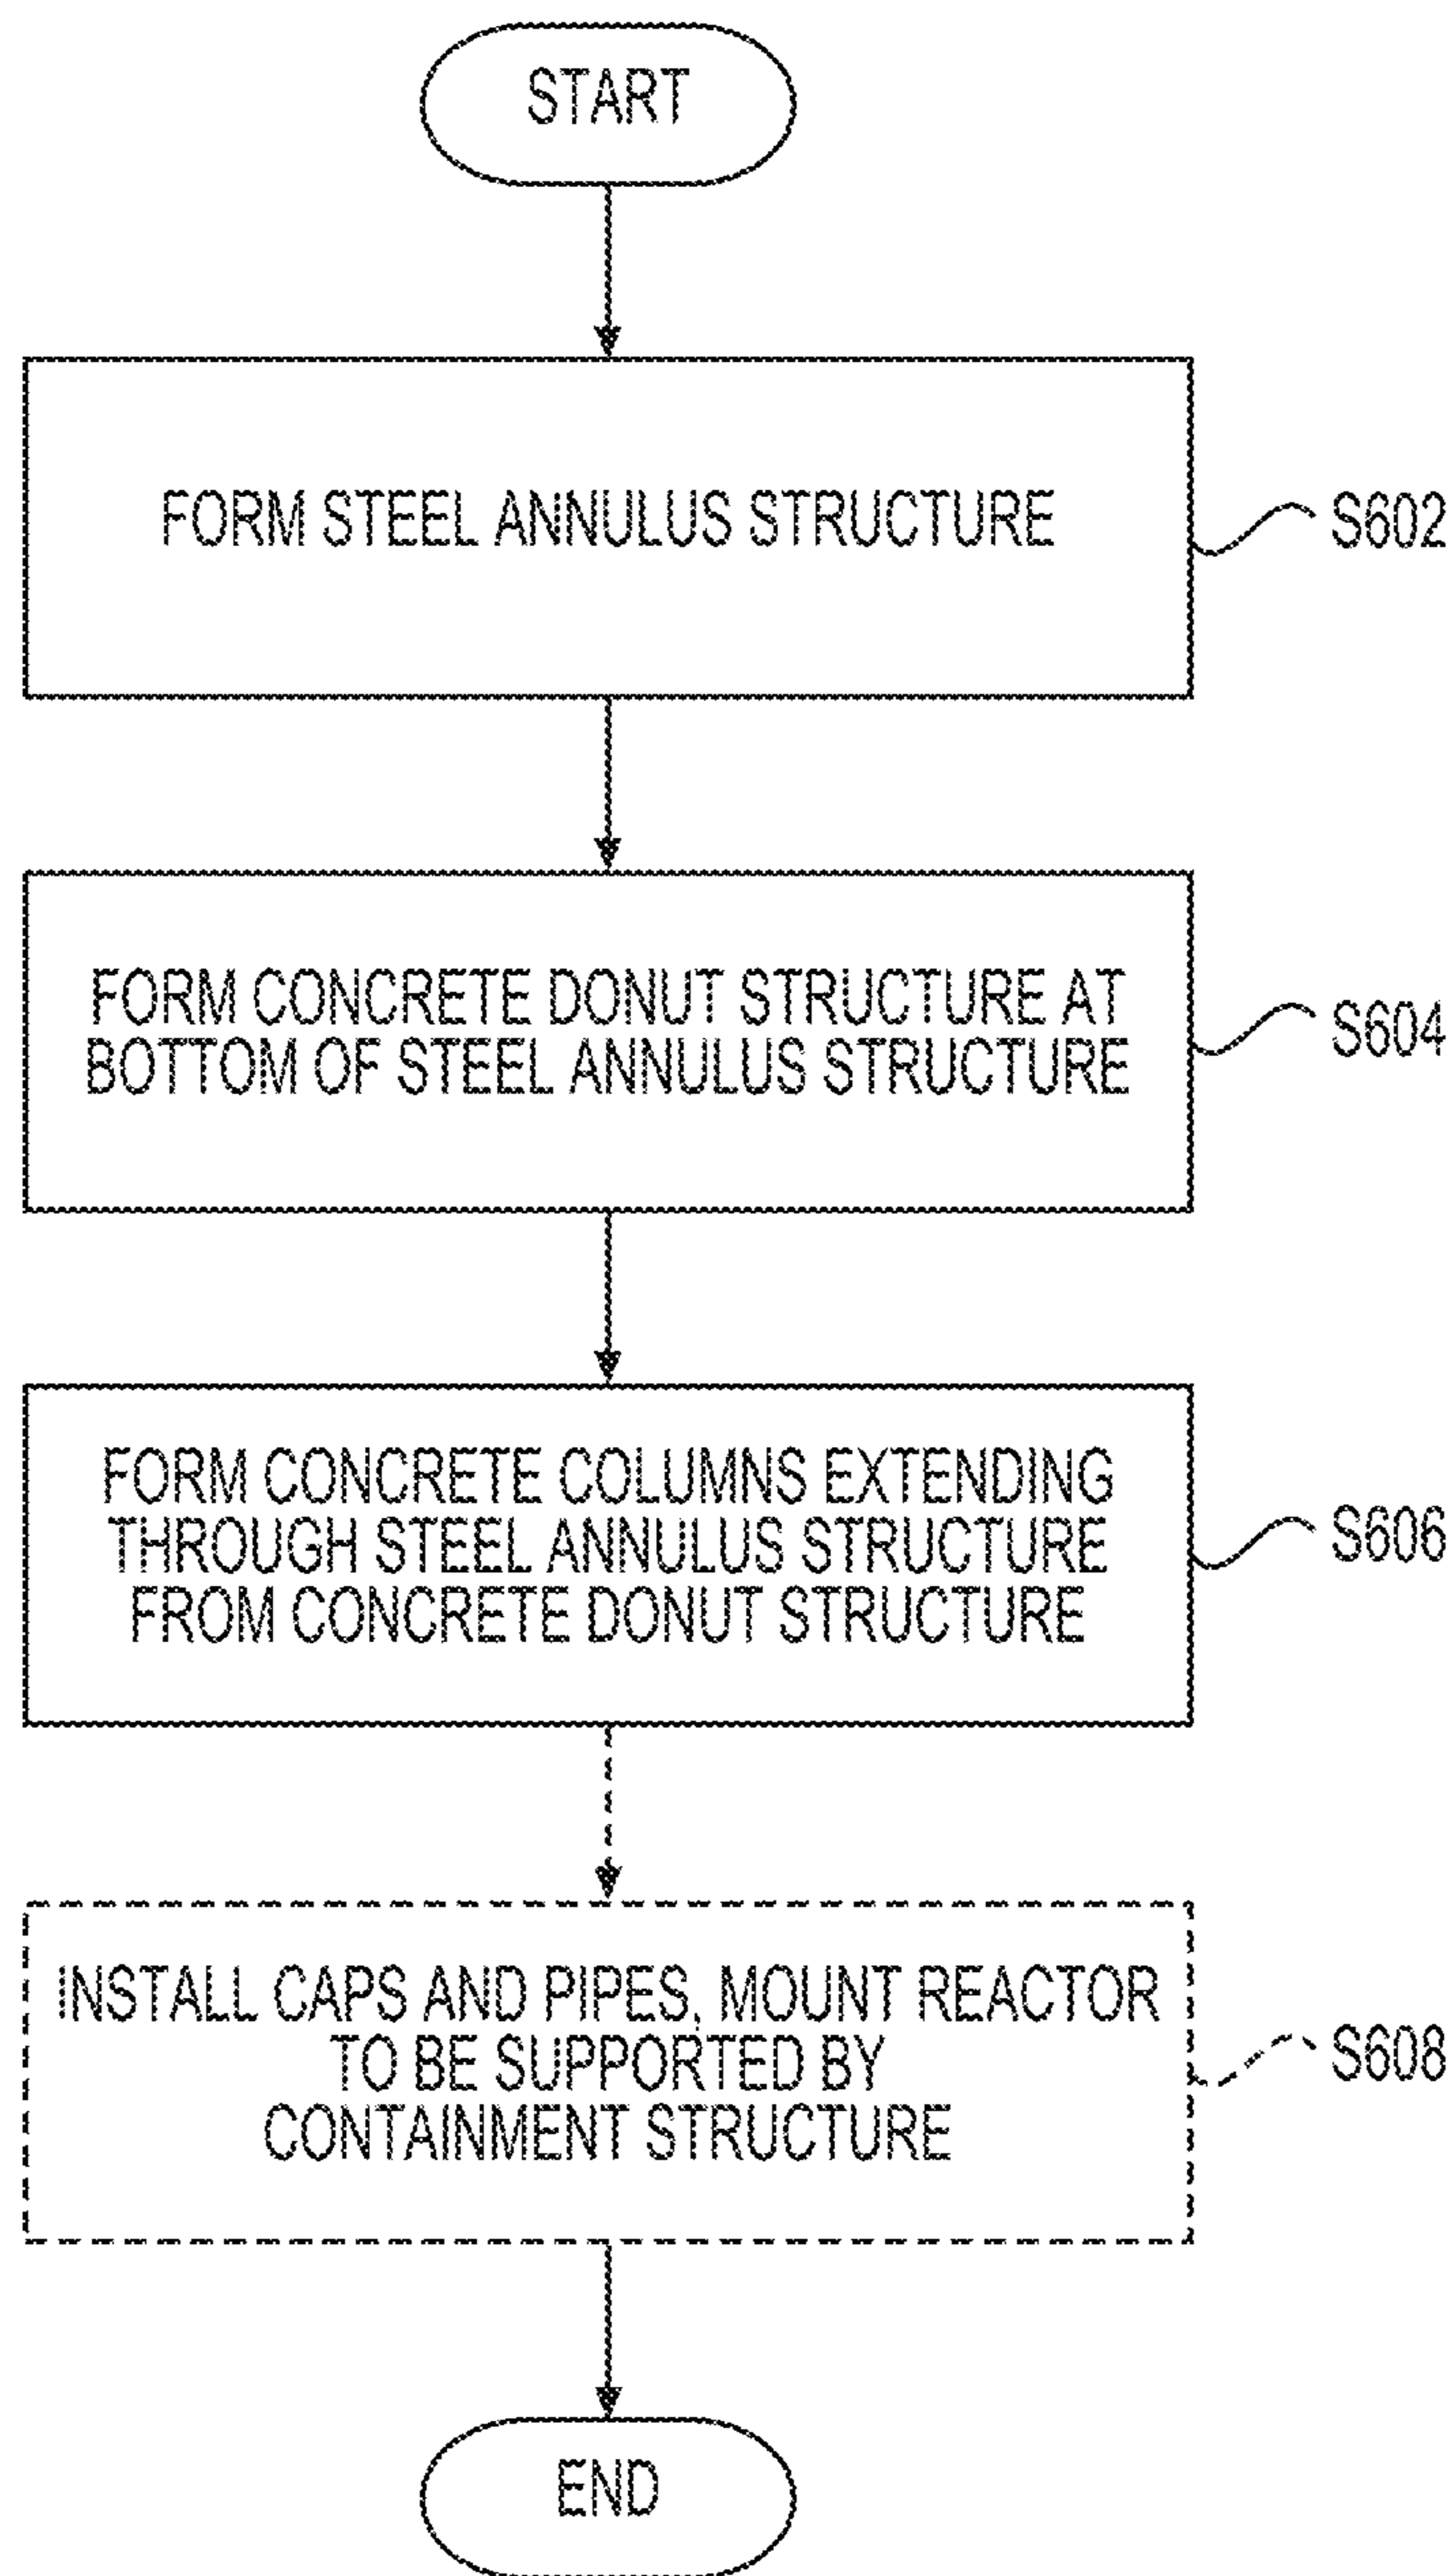 START
FORM STEEL ANNULUS STRUCTURE
S602
FORM CONCRETE DONUT STRUCTURE AT
BOTTOM OF STEEL ANNULUS STRUCTURE
S604
FORM CONCRETE COLUMNS EXTENDING
THROUGH STEEL ANNULUS STRUCTURE
FROM CONCRETE DONUT STRUCTURE
S606
INSTALL CAPS AND PIPES, MOUNT REACTOR
TO BE SUPPORTED BY
CONTAINMENT STRUCTURE
S608
END